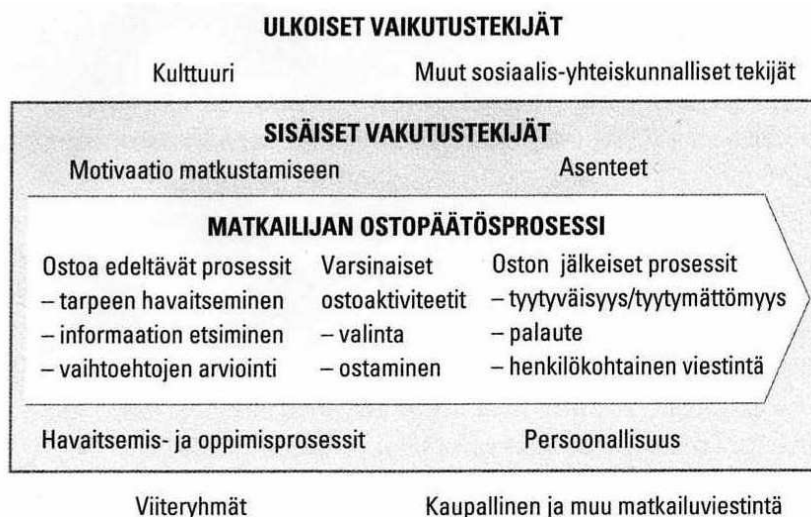 ULKOISET VAIKUTUSTEKIJÄT
Kulttuuri Muut sosiaalis-yhteiskunnalliset tekijät
SISÄISET VAKUTUSTEKIJÄT
Motivaatio matkustamiseen Asenteet
MATKAILIJAN OSTOPÄÄTÖSPROSESSI
Ostoa edeltävät prosessit Varsinaiset Oston jälkeiset prosessit
– tarpeen havaitseminen ostoaktiviteetit – tyytyväisyys/tyytymättömyys
– informaation etsiminen – valinta – palaute
– vaihtoehtojen arviointi – ostaminen – henkilökohtainen viestintä
Havaitsemis- ja oppimisprosessit Persoonallisuus
Viiteryhmät Kaupallinen ja muu matkailuviestintä